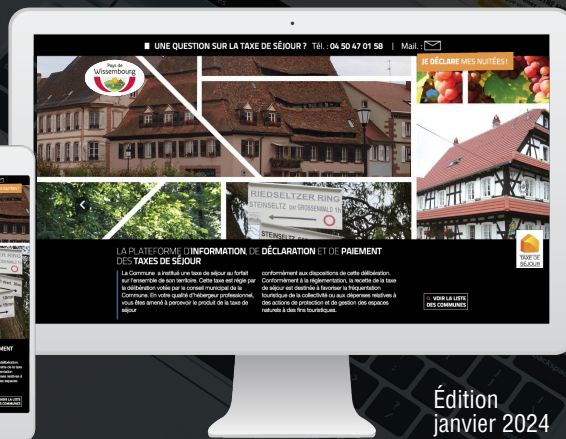 UNE QUESTION SUR LA TAXE DE SÉJOUR ? Tél. : 04 50 47 01 58 | Mail. :
JE DÉCLARE MES NUITÉES !
Pays de
Wissembourg
RIEDSELTZER RING
STEINSELTZ par GROSSENWALD 1h
STEINSELTZ
LA PLATEFORME D'INFORMATION, DE DÉCLARATION ET DE PAIEMENT
DES TAXES DE SÉJOUR
La Commune a institué une taxe de séjour au forfait
sur l'ensemble de son territoire. Cette taxe est régie par
la délibération votée par le conseil municipal de la
Commune. En votre qualité d'hébergeur professionnel,
vous êtes amené à percevoir le produit de la taxe de
séjour
conformément aux dispositions de cette délibération.
Conformément à la réglementation, la recette de la taxe
de séjour est destinée à favoriser la fréquentation
touristique de la collectivité ou aux dépenses relatives à
des actions de protection et de gestion des espaces
naturels à des fins touristiques.
TAXE DE
SÉJOUR
VOIR LA LISTE
DES COMMUNES
Édition
janvier 2024